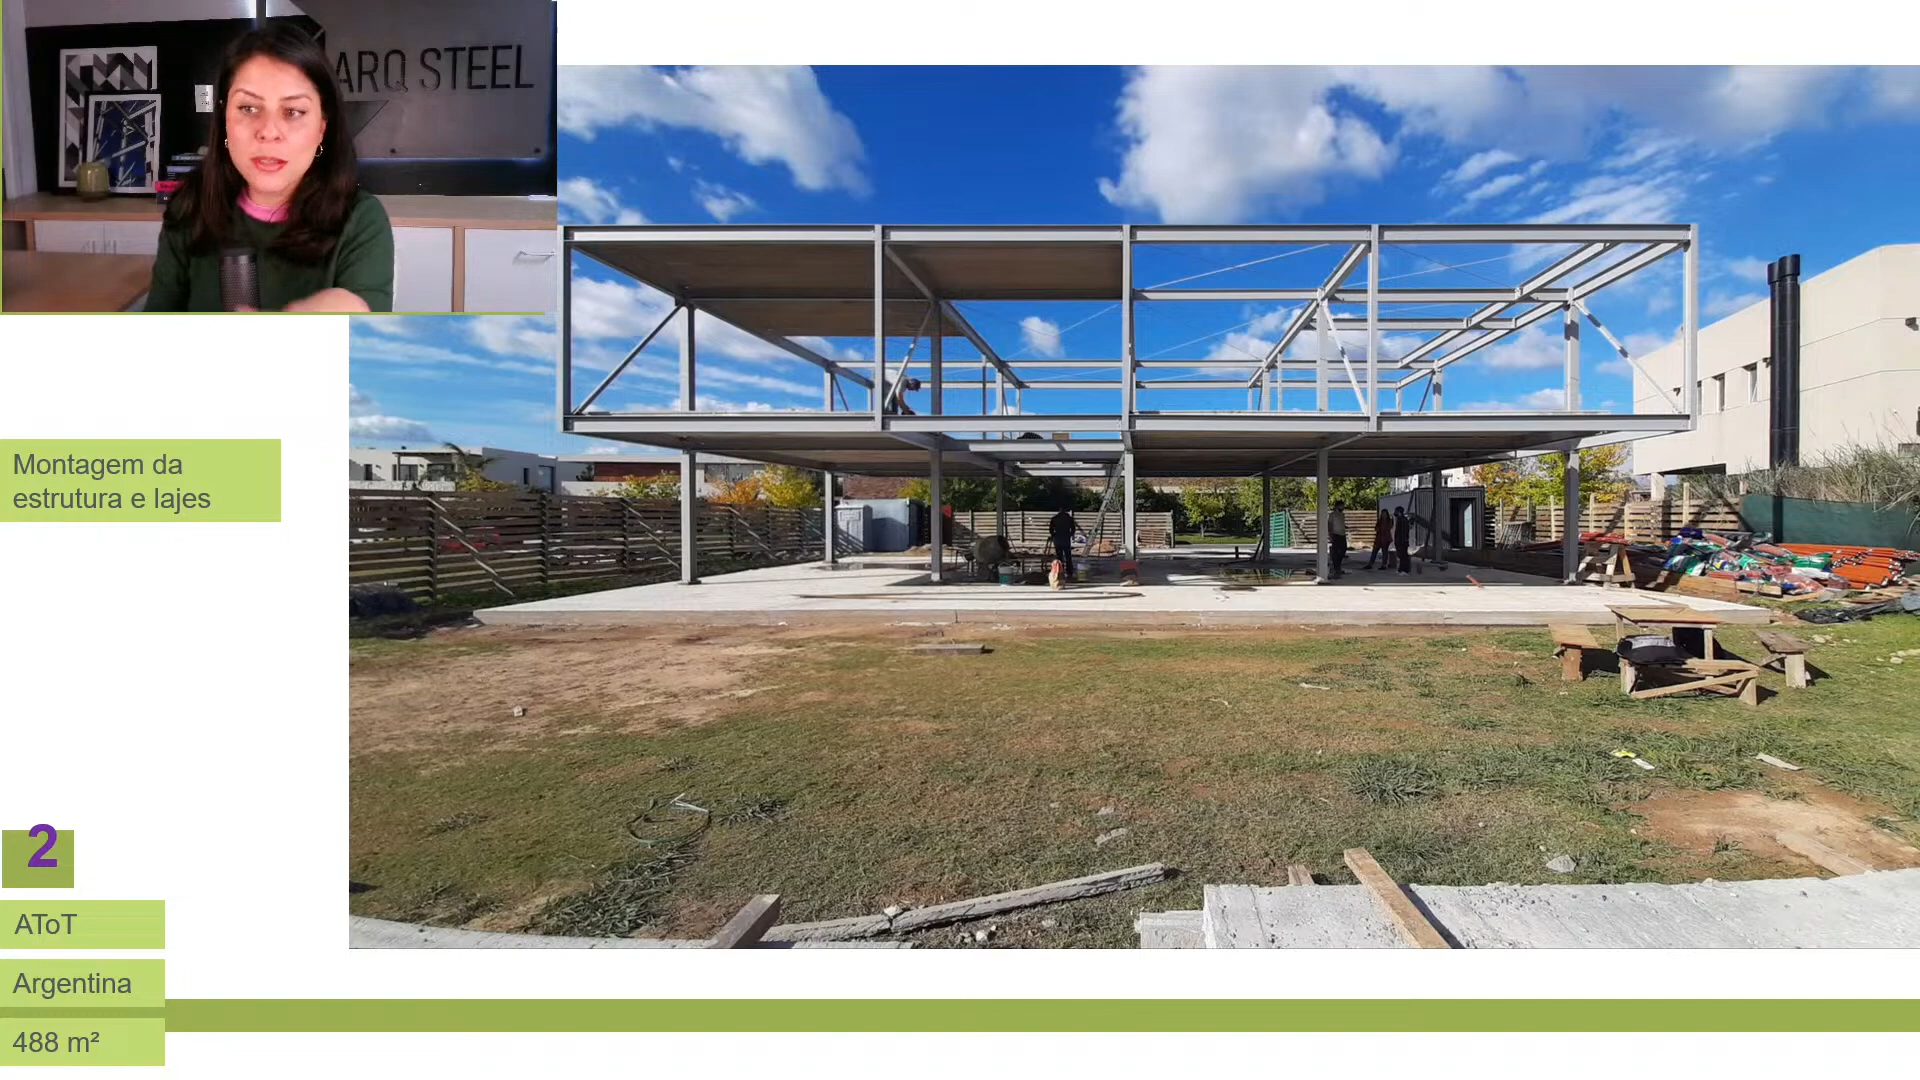 ARQ STEEL
Montagem da
estrutura e lajes
2
AToT
Argentina
488 m²